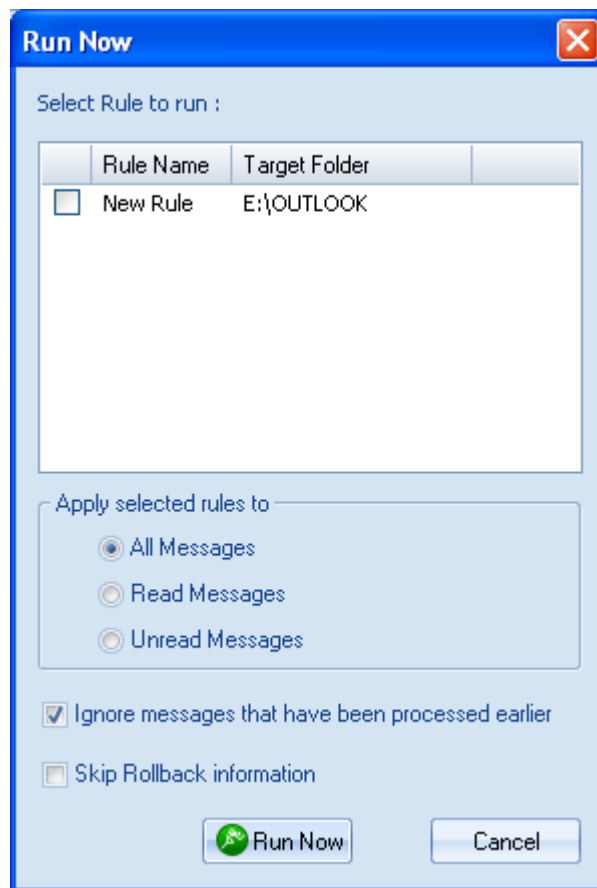 Run Now
Select Rule to run :
Rule Name Target Folder
New Rule E:\OUTLOOK
Apply selected rules to
All Messages
Read Messages
Unread Messages
Ignore messages that have been processed earlier
Skip Rollback information
Run Now Cancel